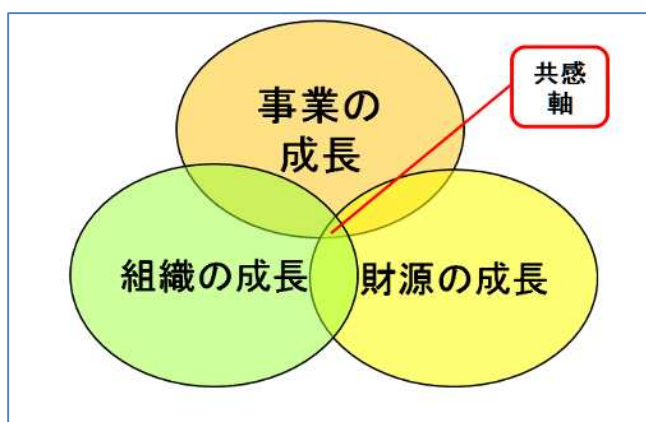 共感
軸
事業の
成長
組織の成長
財源の成長